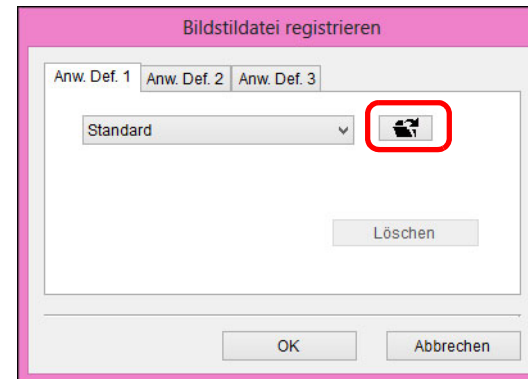 Bildstildatei registrieren
Anw. Def. 1 Anw. Def. 2 Anw. Def. 3
Standard
Löschen
OK Abbrechen